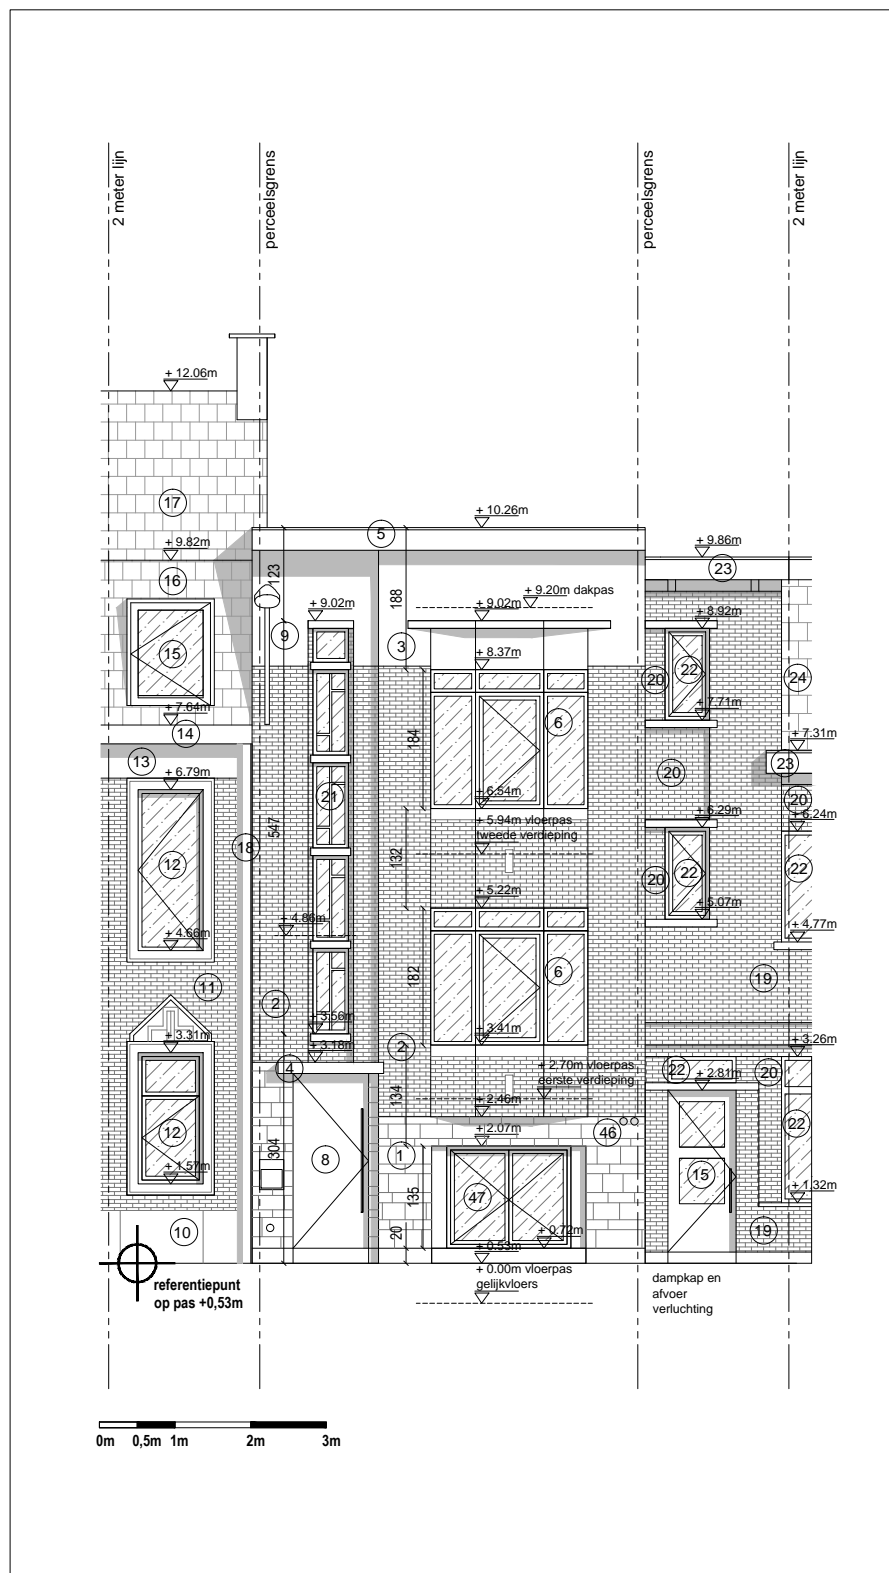 2 meter lijn
perceelsgrens
perceelsgrens
2 meter lijn
+ 12.06m
17
+ 10.26m
5
+ 9.82m
+ 9.86m
23
16
123
188
+ 9.20m dakpas
+ 9.02m
+ 9.02m
+ 8.92m
9
3
15
+ 8.37m
20
22
24
+ 7.64m
+ 7.71m
6
14
184
+ 7.31m
13
23
+ 6.79m
20
21
+ 6.54m
20
547
+ 5.94m vloerpas
tweede verdieping
+ 6.29m
+ 6.24m
18
12
132
20
22
22
+ 5.22m
+ 4.86m
+ 5.07m
+ 4.66m
+ 4.77m
182
6
11
19
2
+ 3.56m
+ 3.41m
+ 3.31m
+ 3.18m
2
+ 3.26m
4
+ 2.70m vloerpas
eerste verdieping
22
20
+ 2.81m
134
+ 2.46m
12
46
22
+ 2.07m
304
8
1
+ 1.57m
135
47
15
+ 1.32m
10
20
+ 0.72m
19
+ 0.53m
referentiepunt
op pas +0,53m
+ 0.00m vloerpas
gelijkvloers
dampkap en
afvoer
verluchting
0m 0,5m 1m 2m 3m